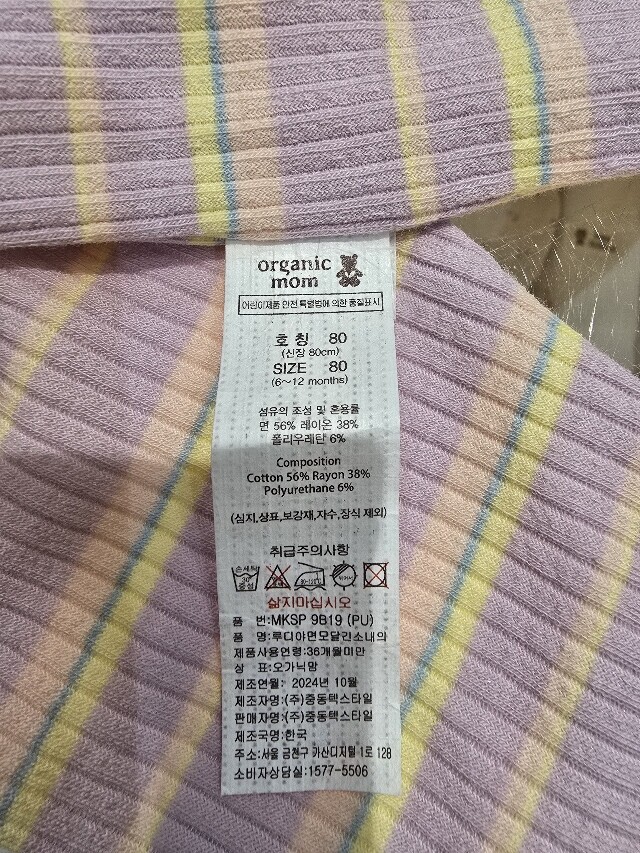 organic
mom
어린이제품 안전 특별법에 의한 품질표시
호 칭 80
(신장 80cm)
SIZE 80
(6~12 months)
섬유의 조성 및 혼용률
면 56% 레이온 38%
폴리우레탄 6%
Composition
Cotton 56% Rayon 38%
Polyurethane 6%
(심지,상표,보강재,자수,장식 제외)
취급주의사항
손세탁 30° 중성
80~120℃
삶지마십시오
품 번:MKSP 9B19 (PU)
품 명:루디아면모달긴소내의
제품사용연령:36개월미만
상 표:오가닉맘
제조연월: 2024년 10월
제조자명:(주)중동텍스타일
판매자명:(주)중동텍스타일
제조국명:한국
주소:서울 금천구 가산디지털 1로 128
소비자상담실:1577-5506